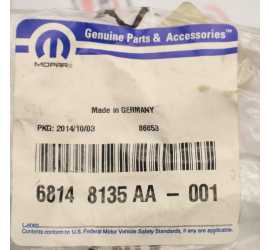 Genuine Parts &
Accessories™
MOPAR
Made in GERMANY
PKG: 2014/10/03 86653
6814 8135 AA - 001
Contents conform to U.S. Federal Motor Vehicle Safety Standards, if any are applicable.